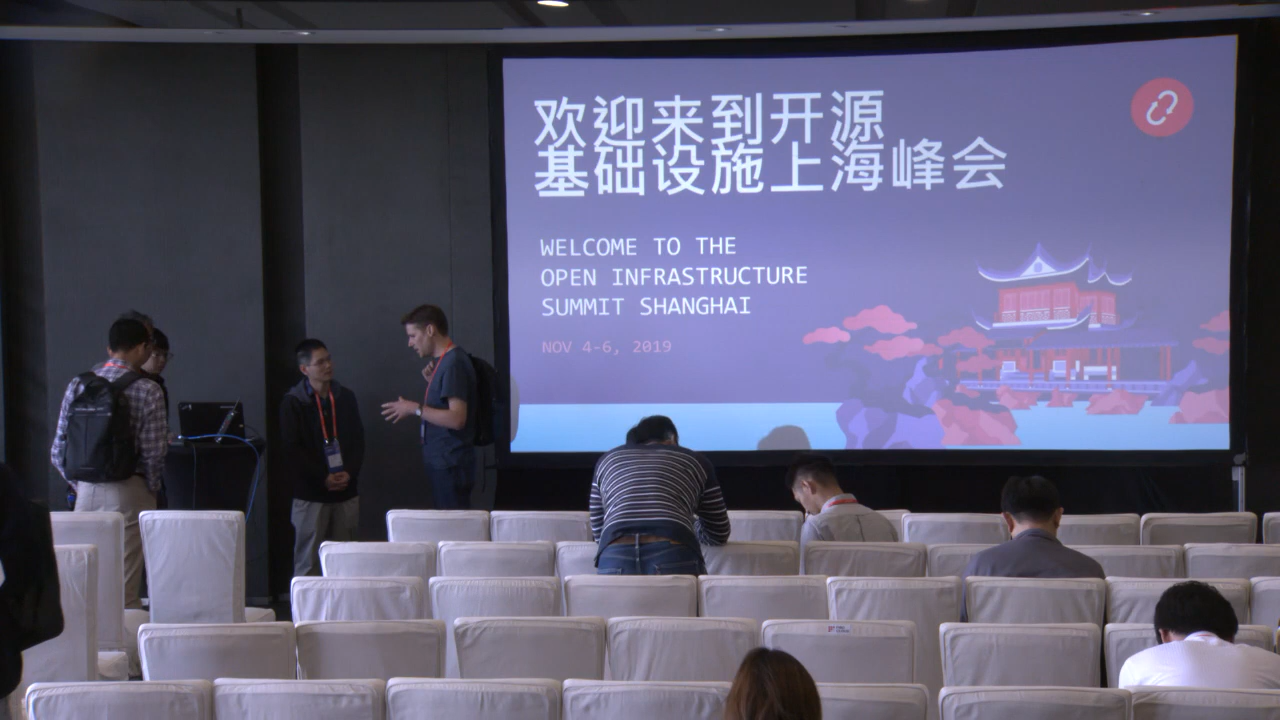 欢迎来到开源
基础设施上海峰会
WELCOME TO THE
OPEN INFRASTRUCTURE
SUMMIT SHANGHAI
NOV 4-6, 2019